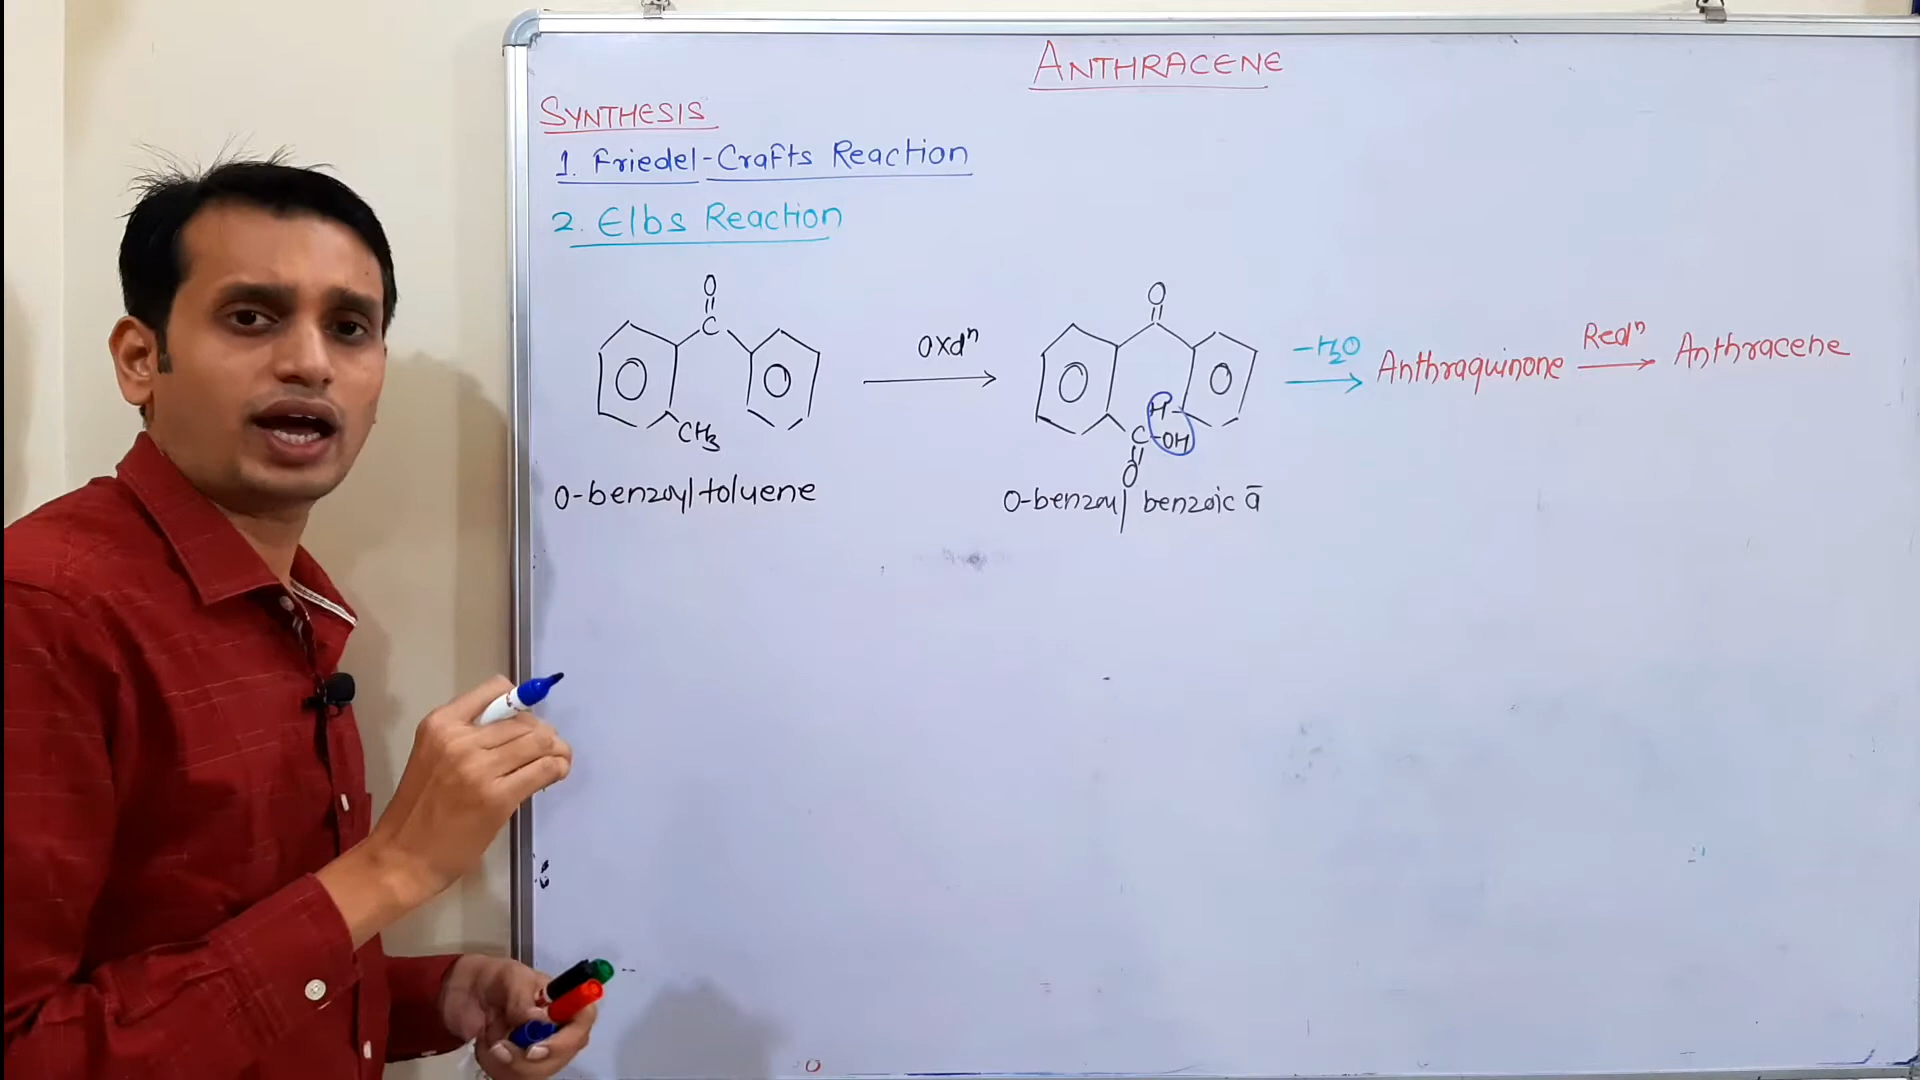 ANTHRACENE
SYNTHESIS
1. Friedel-Crafts Reaction
2. Elbs Reaction
O
C
CH3
O-benzoyl toluene
Oxdⁿ
O
H
C-OH
O
O-benzoyl benzoic ā
-H2O
Anthraquinone
Redⁿ
Anthracene